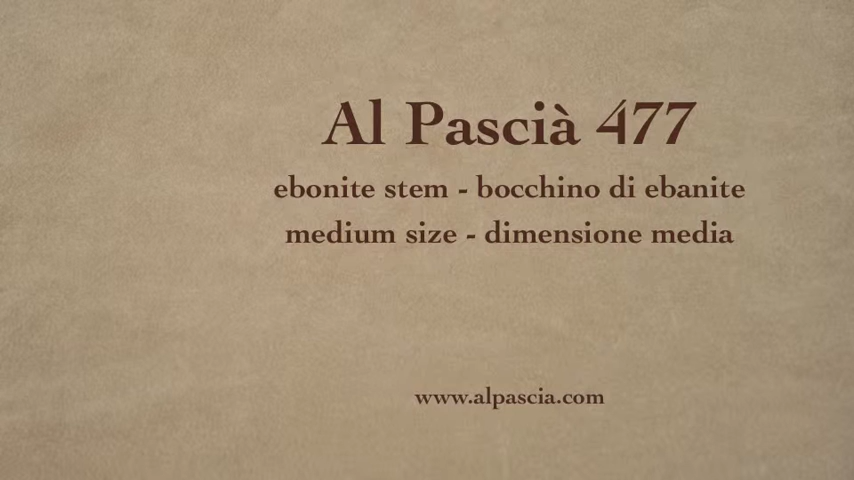 Al Pascià 477
ebonite stem - bocchino di ebanite
medium size - dimensione media
www.alpascia.com